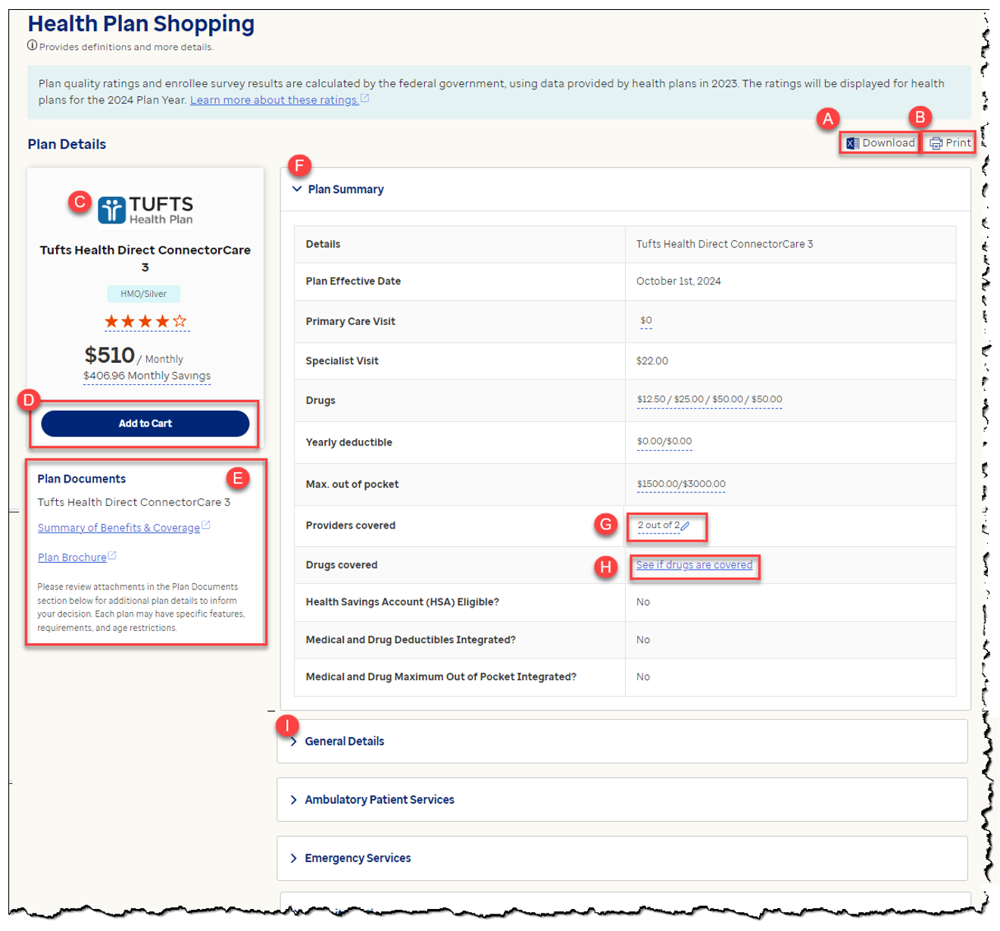 Health Plan Shopping
Provides definitions and more details.
Plan quality ratings and enrollee survey results are calculated by the federal government, using data provided by health plans in 2023. The ratings will be displayed for health
plans for the 2024 Plan Year. Learn more about these ratings.
A
B
Plan Details
Download
Print
C
TUFTS
Health Plan
Tufts Health Direct ConnectorCare
3
HMO/Silver
$510 / Monthly
$406.96 Monthly Savings
D
Add to Cart
E
Plan Documents
Tufts Health Direct ConnectorCare 3
Summary of Benefits & Coverage
Plan Brochure
Please review attachments in the Plan Documents
section below for additional plan details to inform
your decision. Each plan may have specific features,
requirements, and age restrictions.
F
Plan Summary
Details Tufts Health Direct ConnectorCare 3
Plan Effective Date October 1st, 2024
Primary Care Visit $0
Specialist Visit $22.00
Drugs $12.50 / $25.00 / $50.00 / $50.00
Yearly deductible $0.00/$0.00
Max. out of pocket $1500.00/$3000.00
Providers covered G 2 out of 2
Drugs covered H See if drugs are covered
Health Savings Account (HSA) Eligible? No
Medical and Drug Deductibles Integrated? No
Medical and Drug Maximum Out of Pocket Integrated? No
I
General Details
Ambulatory Patient Services
Emergency Services